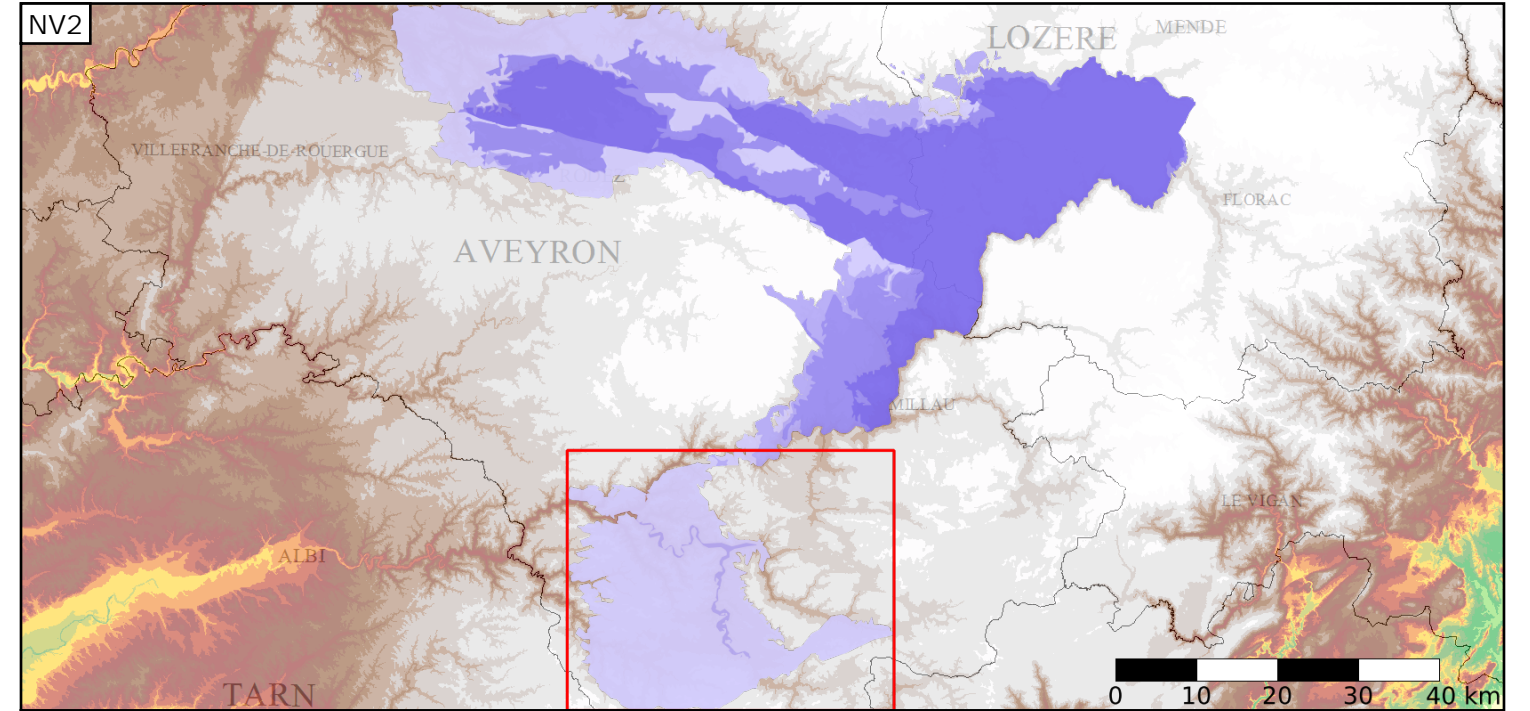 NV2
LOZERE
MENDE
VILLEFRANCHE-DE-ROUERGUE
FLORAC
AVEYRON
MILLAU
LE VIGAN
ALBI
TARN
0 10 20 30 40 km